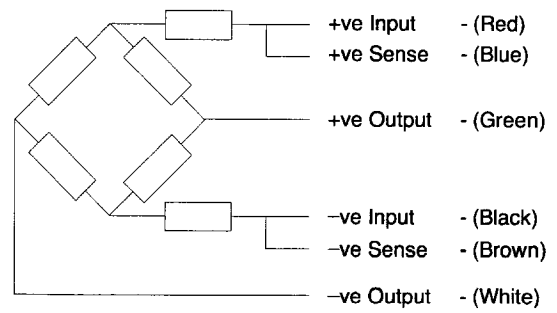 +ve Input - (Red)
+ve Sense - (Blue)
+ve Output - (Green)
−ve Input - (Black)
−ve Sense - (Brown)
−ve Output - (White)